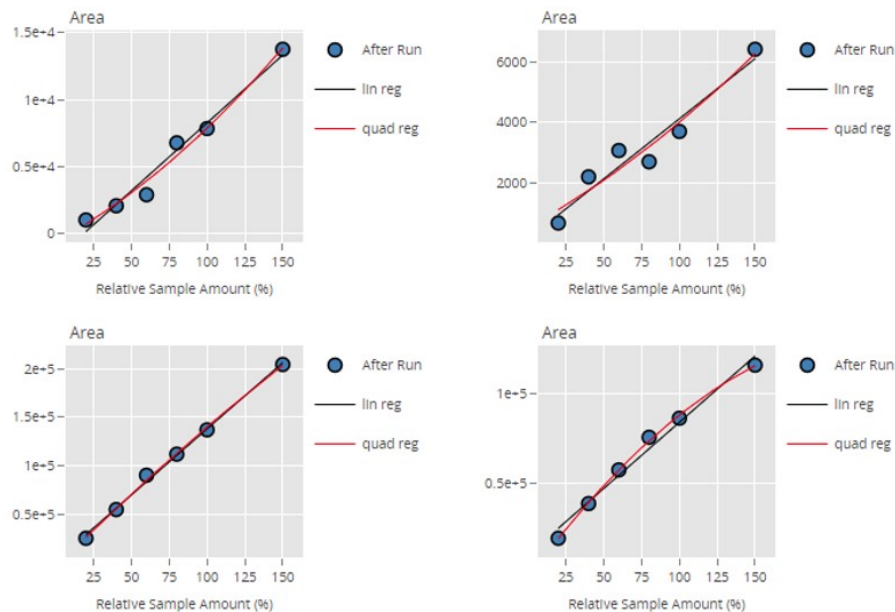 Area
1.5e+4
1e+4
0.5e+4
0
25 50 75 100 125 150
Relative Sample Amount (%)
After Run
lin reg
quad reg
Area
6000
4000
2000
25 50 75 100 125 150
Relative Sample Amount (%)
After Run
lin reg
quad reg
Area
2e+5
1.5e+5
1e+5
0.5e+5
25 50 75 100 125 150
Relative Sample Amount (%)
After Run
lin reg
quad reg
Area
1e+5
0.5e+5
25 50 75 100 125 150
Relative Sample Amount (%)
After Run
lin reg
quad reg